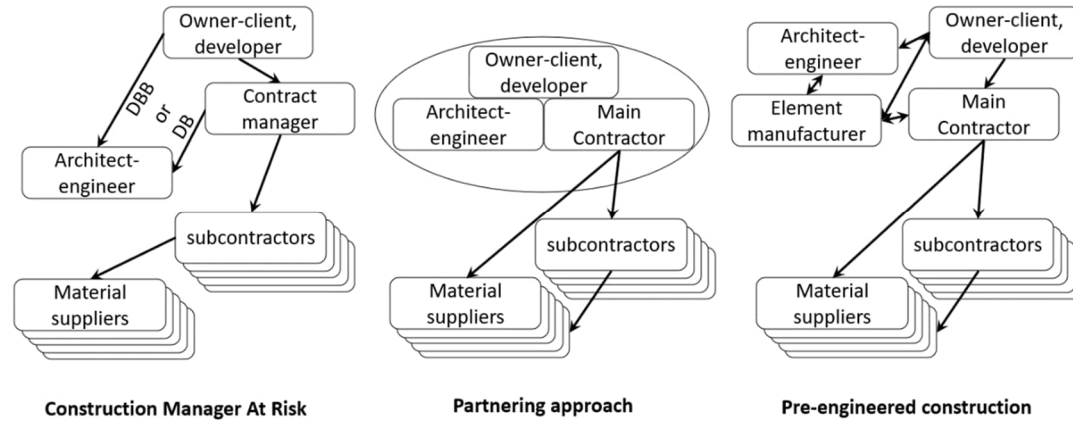 Owner-client,
developer
DBB
or
DB
Contract
manager
Architect-
engineer
subcontractors
Material
suppliers
Construction Manager At Risk
Owner-client,
developer
Architect-
engineer
Main
Contractor
subcontractors
Material
suppliers
Partnering approach
Architect-
engineer
Owner-client,
developer
Element
manufacturer
Main
Contractor
subcontractors
Material
suppliers
Pre-engineered construction